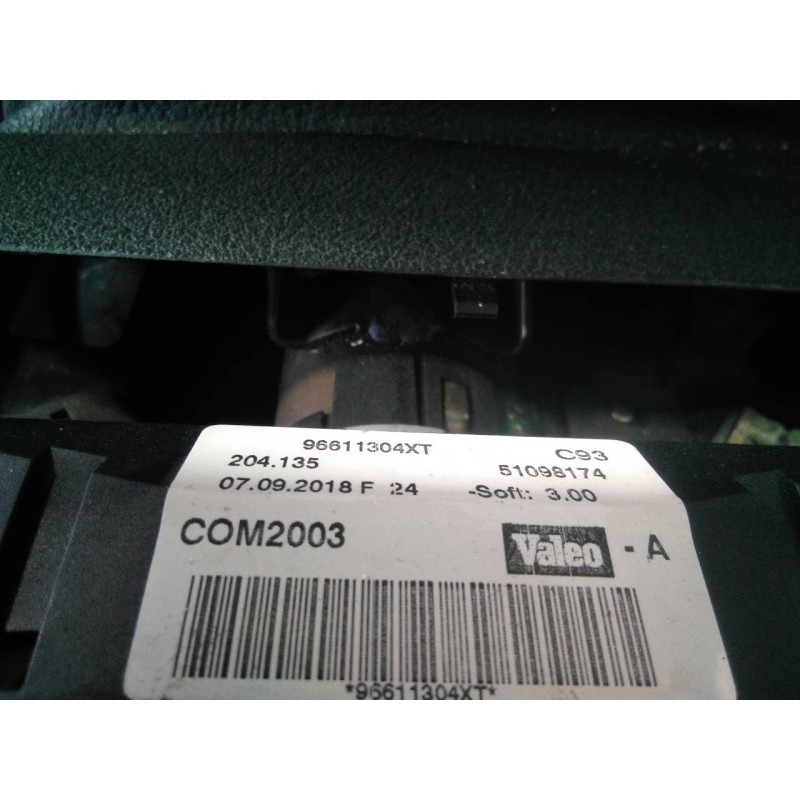 96611304XT C93
204.135 51098174
07.09.2018 F 24 -Soft: 3.00
COM2003 Valeo - A
*96611304XT*